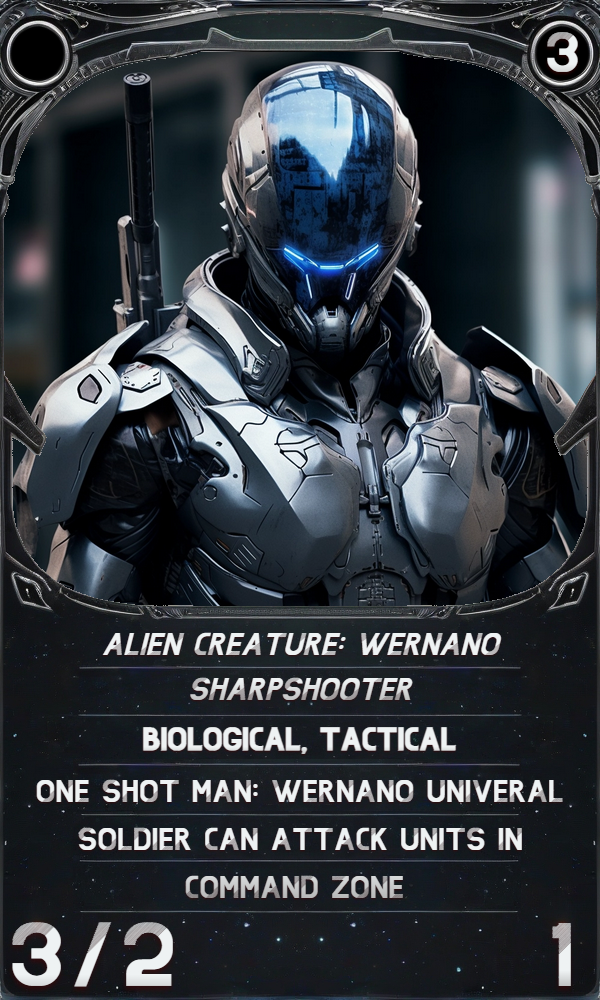 3
ALIEN CREATURE: WERNANO
SHARPSHOOTER
BIOLOGICAL, TACTICAL
ONE SHOT MAN: WERNANO UNIVERAL
SOLDIER CAN ATTACK UNITS IN
COMMAND ZONE
3/2
1